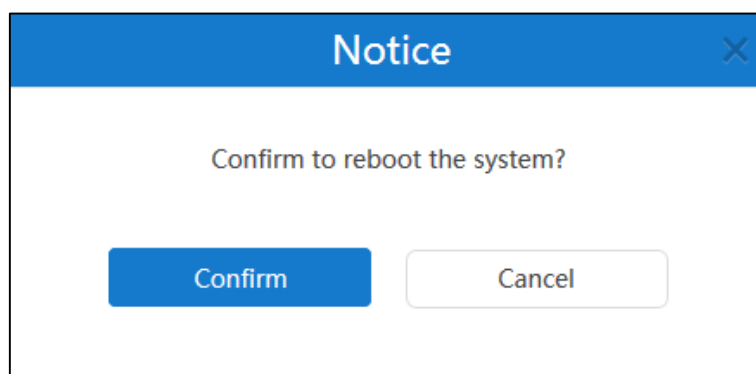 Notice
Confirm to reboot the system?
Confirm
Cancel